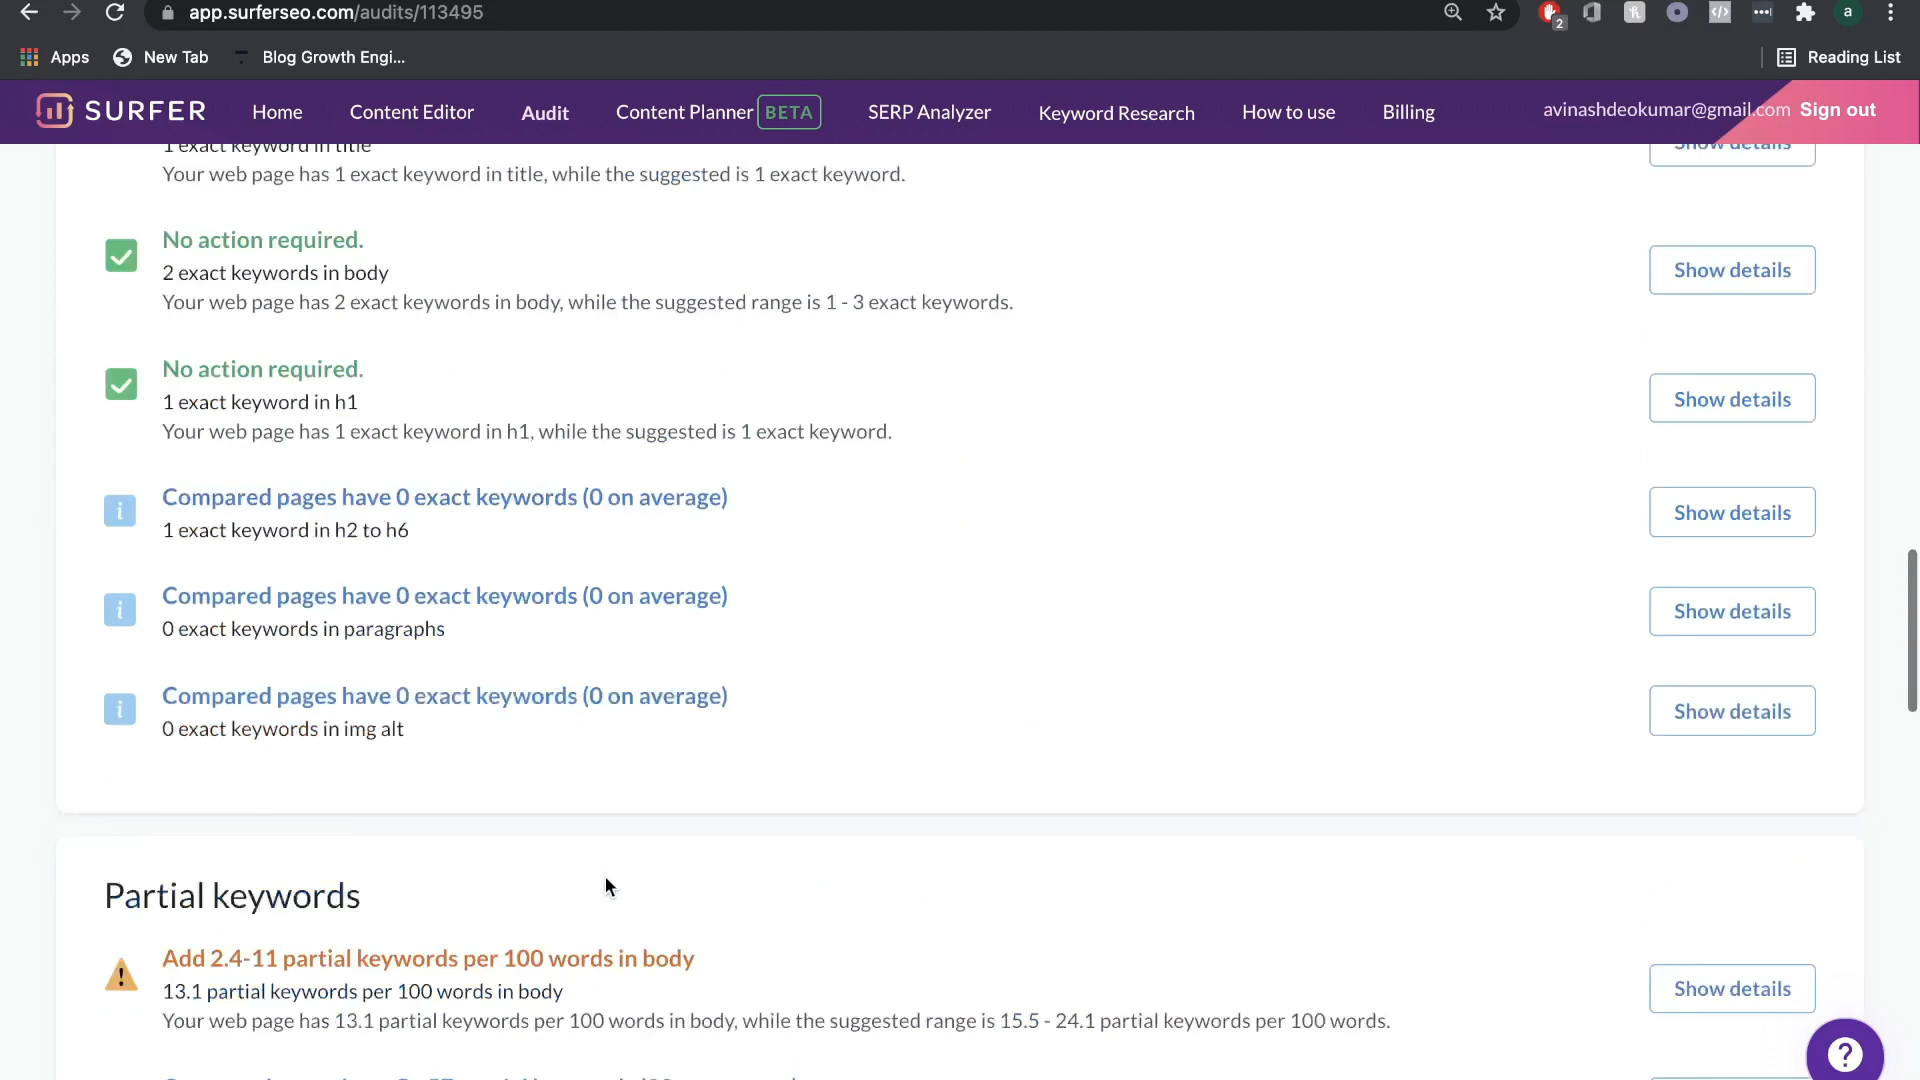 app.surferseo.com/audits/113495
2
a
Apps
New Tab
Blog Growth Engi...
Reading List
SURFER
Home
Content Editor
Audit
Content Planner BETA
SERP Analyzer
Keyword Research
How to use
Billing
avinashdeokumar@gmail.com
Sign out
1 exact keyword in title
Show details
Your web page has 1 exact keyword in title, while the suggested is 1 exact keyword.
No action required.
2 exact keywords in body
Show details
Your web page has 2 exact keywords in body, while the suggested range is 1 - 3 exact keywords.
No action required.
1 exact keyword in h1
Show details
Your web page has 1 exact keyword in h1, while the suggested is 1 exact keyword.
Compared pages have 0 exact keywords (0 on average)
Show details
1 exact keyword in h2 to h6
Compared pages have 0 exact keywords (0 on average)
Show details
0 exact keywords in paragraphs
Compared pages have 0 exact keywords (0 on average)
Show details
0 exact keywords in img alt
Partial keywords
Add 2.4-11 partial keywords per 100 words in body
13.1 partial keywords per 100 words in body
Show details
Your web page has 13.1 partial keywords per 100 words in body, while the suggested range is 15.5 - 24.1 partial keywords per 100 words.